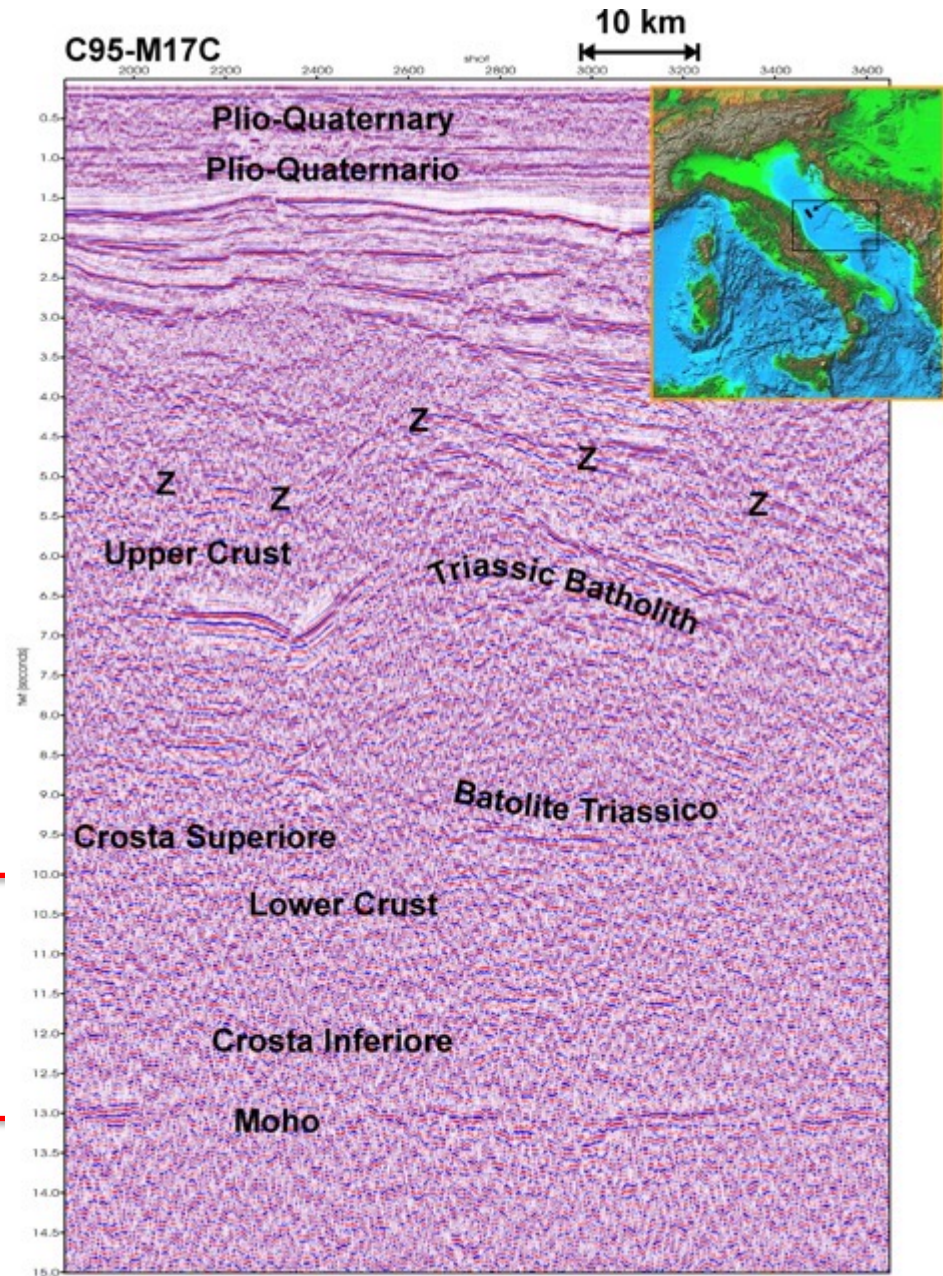 10 km
C95-M17C
shot
2000 2200 2400 2600 2800 3000 3200 3400 3600
0.5
Plio-Quaternary
1.0
Plio-Quaternario
1.5
2.0
2.5
3.0
3.5
4.0
Z
4.5
Z
5.0
Z
Z
Z
5.5
Upper Crust
6.0
Triassic Batholith
6.5
7.0
twt (seconds)
7.5
8.0
8.5
9.0
Batolite Triassico
9.5
Crosta Superiore
10.0
Lower Crust
10.5
11.0
11.5
12.0
Crosta Inferiore
12.5
13.0
Moho
13.5
14.0
14.5
15.0